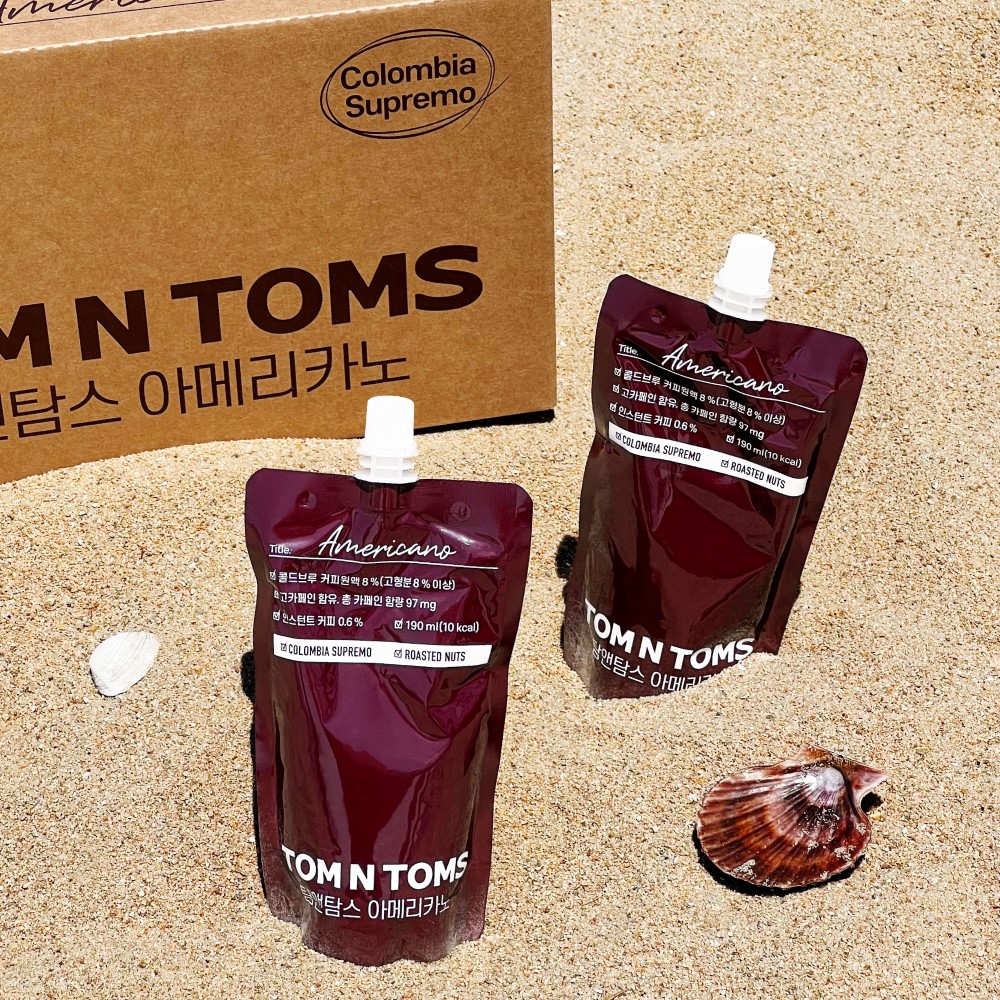 Americano
Colombia
Supremo
M N TOMS
탐스 아메리카노
Title. Americano
콜드브루 커피원액 8 % (고형분 8 % 이상)
고카페인 함유. 총 카페인 함량 97 mg
인스턴트 커피 0.6 %
190 ml(10 kcal)
COLOMBIA SUPREMO
ROASTED NUTS
TOM N TOMS
탐앤탐스 아메리
Title. Americano
콜드브루 커피원액 8 % (고형분 8 % 이상)
고카페인 함유. 총 카페인 함량 97 mg
인스턴트 커피 0.6 %
190 ml(10 kcal)
COLOMBIA SUPREMO
ROASTED NUTS
TOM N TOMS
탐앤탐스 아메리카노